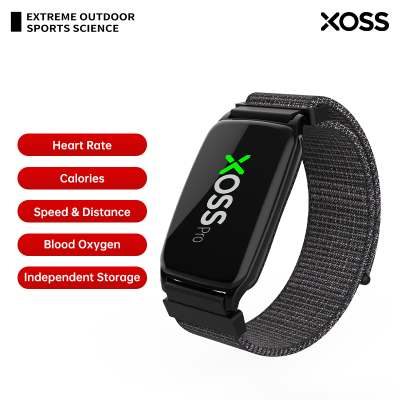 EXTREME OUTDOOR
SPORTS SCIENCE
XOSS
Heart Rate
Calories
Speed & Distance
Blood Oxygen
Independent Storage
XOSS Pro